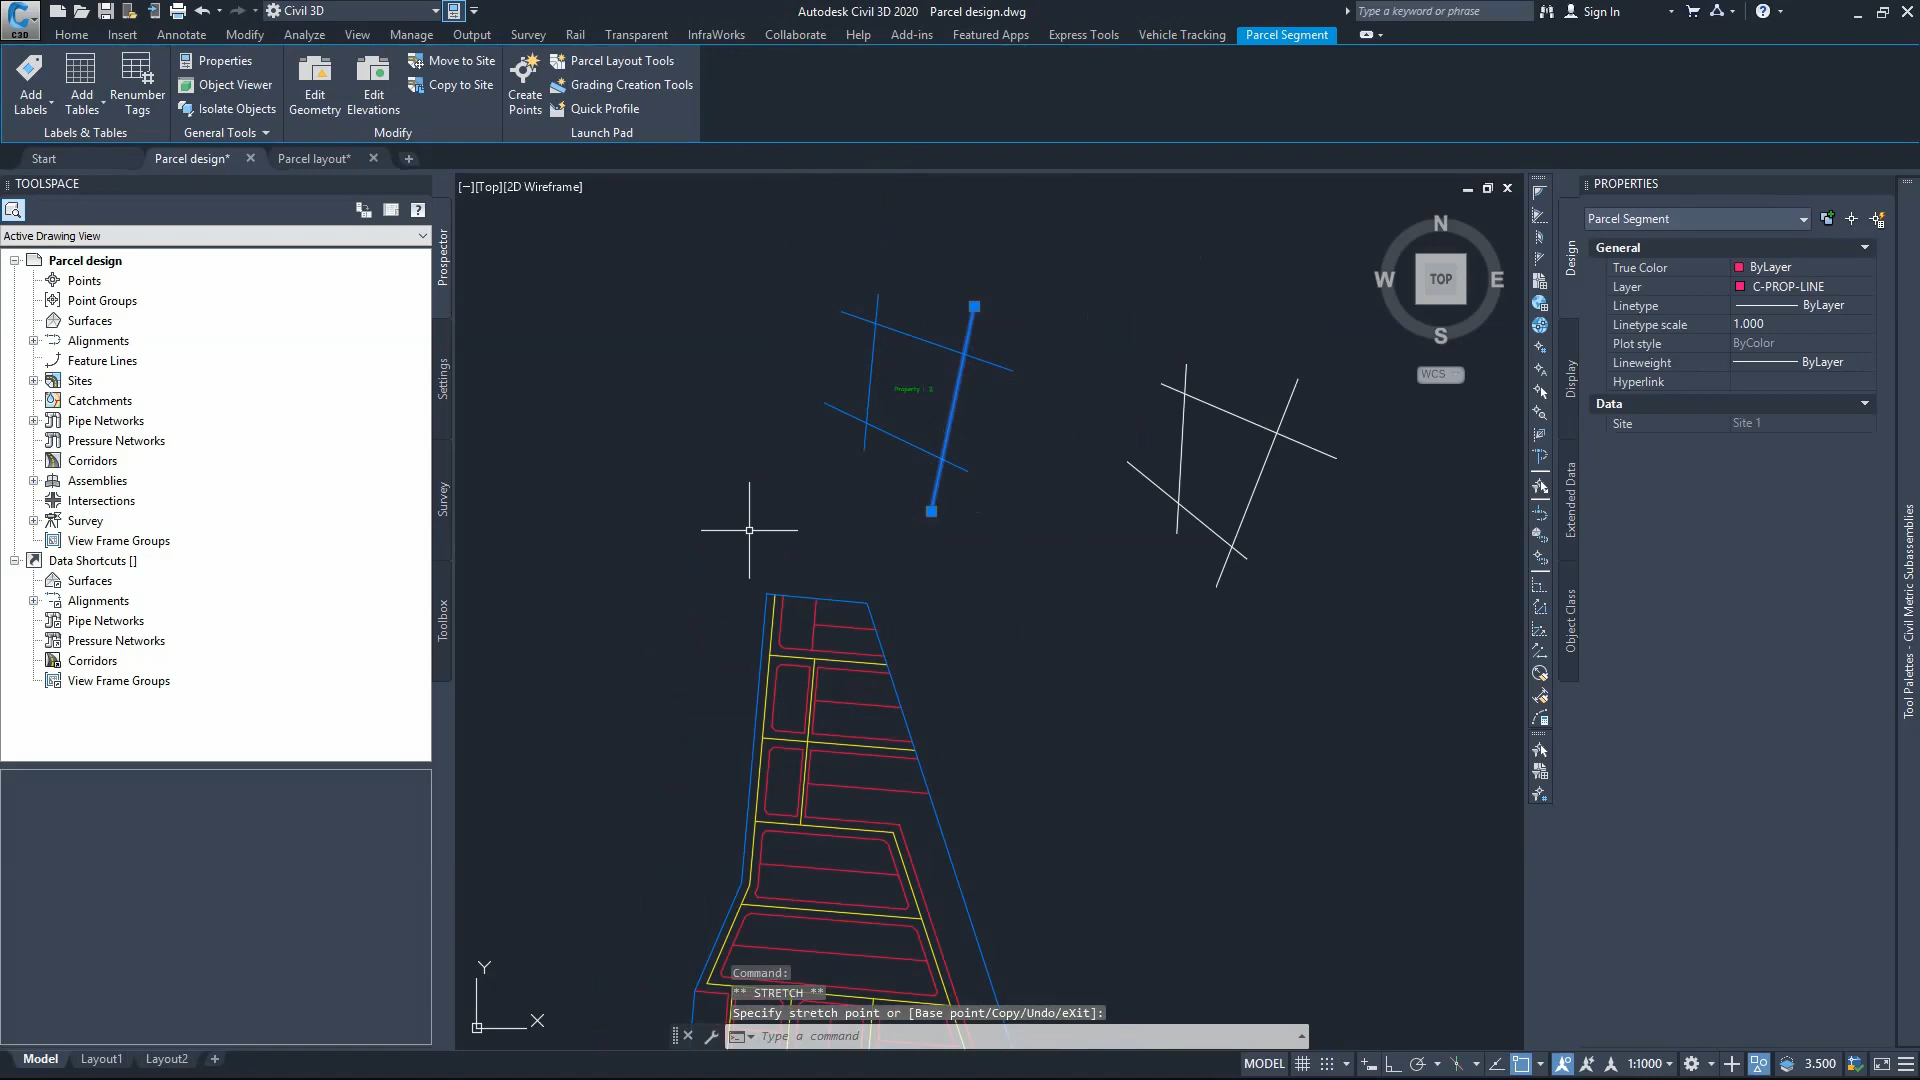 Civil 3D
Autodesk Civil 3D 2020 Parcel design.dwg
Type a keyword or phrase
Sign In
C3D
Home Insert Annotate Modify Analyze View Manage Output Survey Rail Transparent InfraWorks Collaborate Help Add-ins Featured Apps Express Tools Vehicle Tracking Parcel Segment
Add Labels
Add Tables
Renumber Tags
Properties
Object Viewer
Isolate Objects
Edit Geometry
Edit Elevations
Move to Site
Copy to Site
Create Points
Parcel Layout Tools
Grading Creation Tools
Quick Profile
Labels & Tables
General Tools
Modify
Launch Pad
Start
Parcel design*
Parcel layout*
TOOLSPACE
Active Drawing View
Parcel design
Points
Point Groups
Surfaces
Alignments
Feature Lines
Sites
Catchments
Pipe Networks
Pressure Networks
Corridors
Assemblies
Intersections
Survey
View Frame Groups
Data Shortcuts []
Surfaces
Alignments
Pipe Networks
Pressure Networks
Corridors
View Frame Groups
Prospector
Settings
Survey
Toolbox
[−][Top][2D Wireframe]
N
W
TOP
E
S
WCS
Property : 2
Y
X
Command:
** STRETCH **
Specify stretch point or [Base point/Copy/Undo/eXit]:
Type a command
PROPERTIES
Parcel Segment
General
True Color ByLayer
Layer C-PROP-LINE
Linetype ByLayer
Linetype scale 1.000
Plot style ByColor
Lineweight ByLayer
Hyperlink
Data
Site Site 1
Design
Display
Extended Data
Object Class
Tool Palettes - Civil Metric Subassemblies
Model
Layout1
Layout2
MODEL
1:1000
3.500